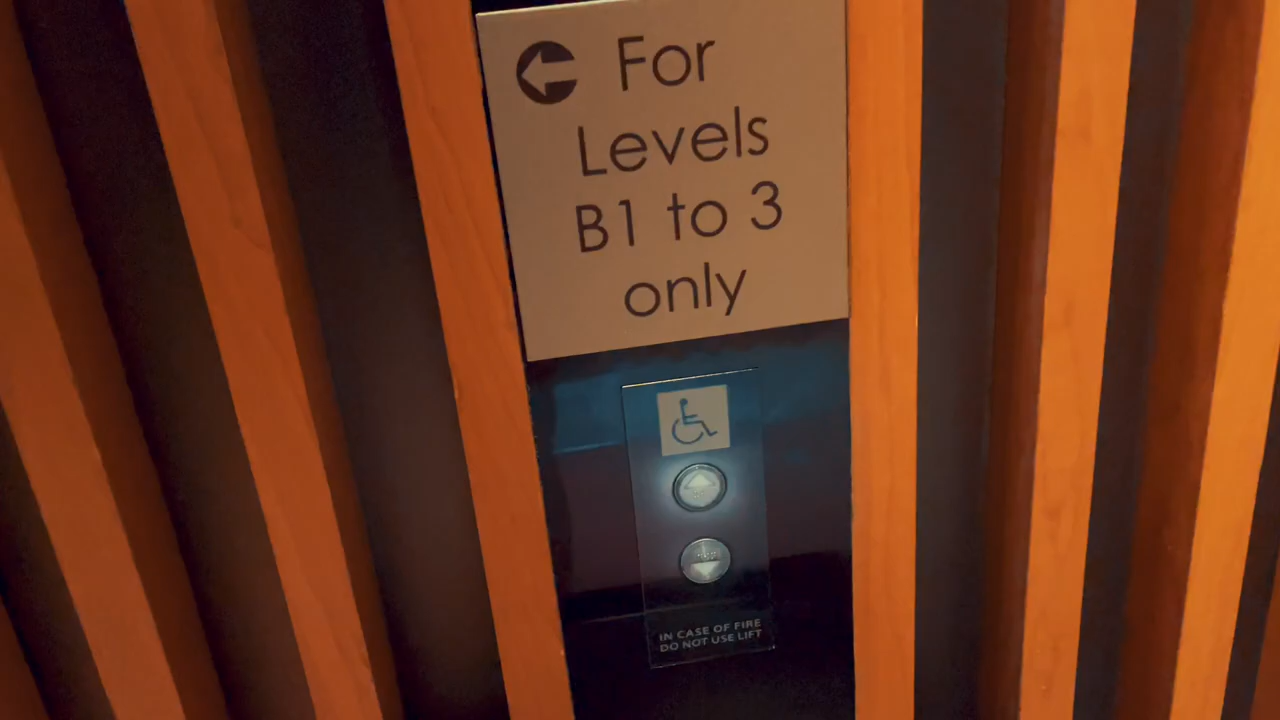 For
Levels
B1 to 3
only
IN CASE OF FIRE
DO NOT USE LIFT